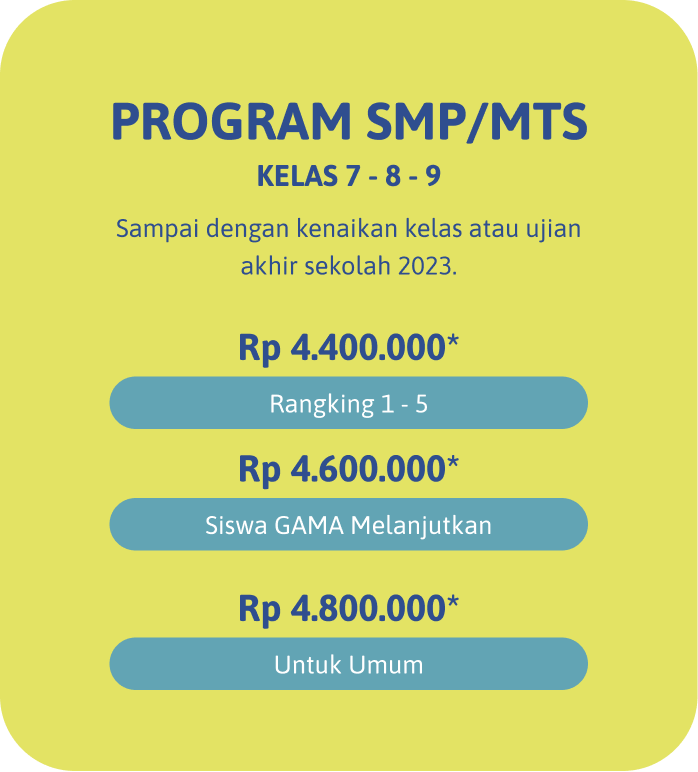 PROGRAM SMP/MTS
KELAS 7 - 8 - 9
Sampai dengan kenaikan kelas atau ujian
akhir sekolah 2023.
Rp 4.400.000*
Rangking 1 - 5
Rp 4.600.000*
Siswa GAMA Melanjutkan
Rp 4.800.000*
Untuk Umum